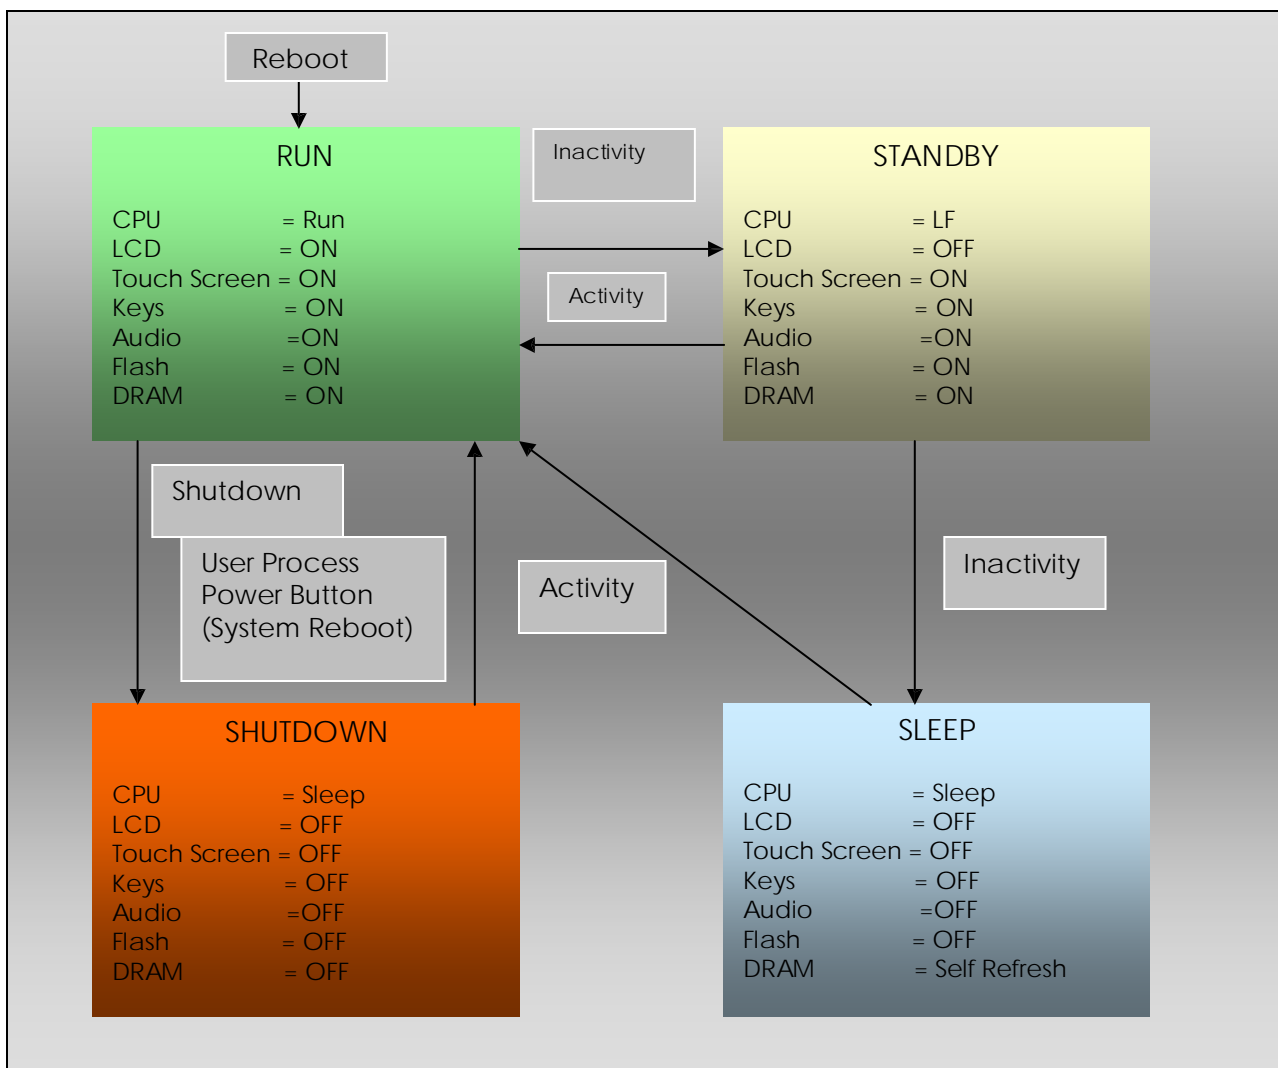 Reboot
RUN
CPU = Run
LCD = ON
Touch Screen = ON
Keys = ON
Audio =ON
Flash = ON
DRAM = ON
Inactivity
Activity
STANDBY
CPU = LF
LCD = OFF
Touch Screen = ON
Keys = ON
Audio =ON
Flash = ON
DRAM = ON
Shutdown
User Process
Power Button
(System Reboot)
Activity
Inactivity
SHUTDOWN
CPU = Sleep
LCD = OFF
Touch Screen = OFF
Keys = OFF
Audio =OFF
Flash = OFF
DRAM = OFF
SLEEP
CPU = Sleep
LCD = OFF
Touch Screen = OFF
Keys = OFF
Audio =OFF
Flash = OFF
DRAM = Self Refresh